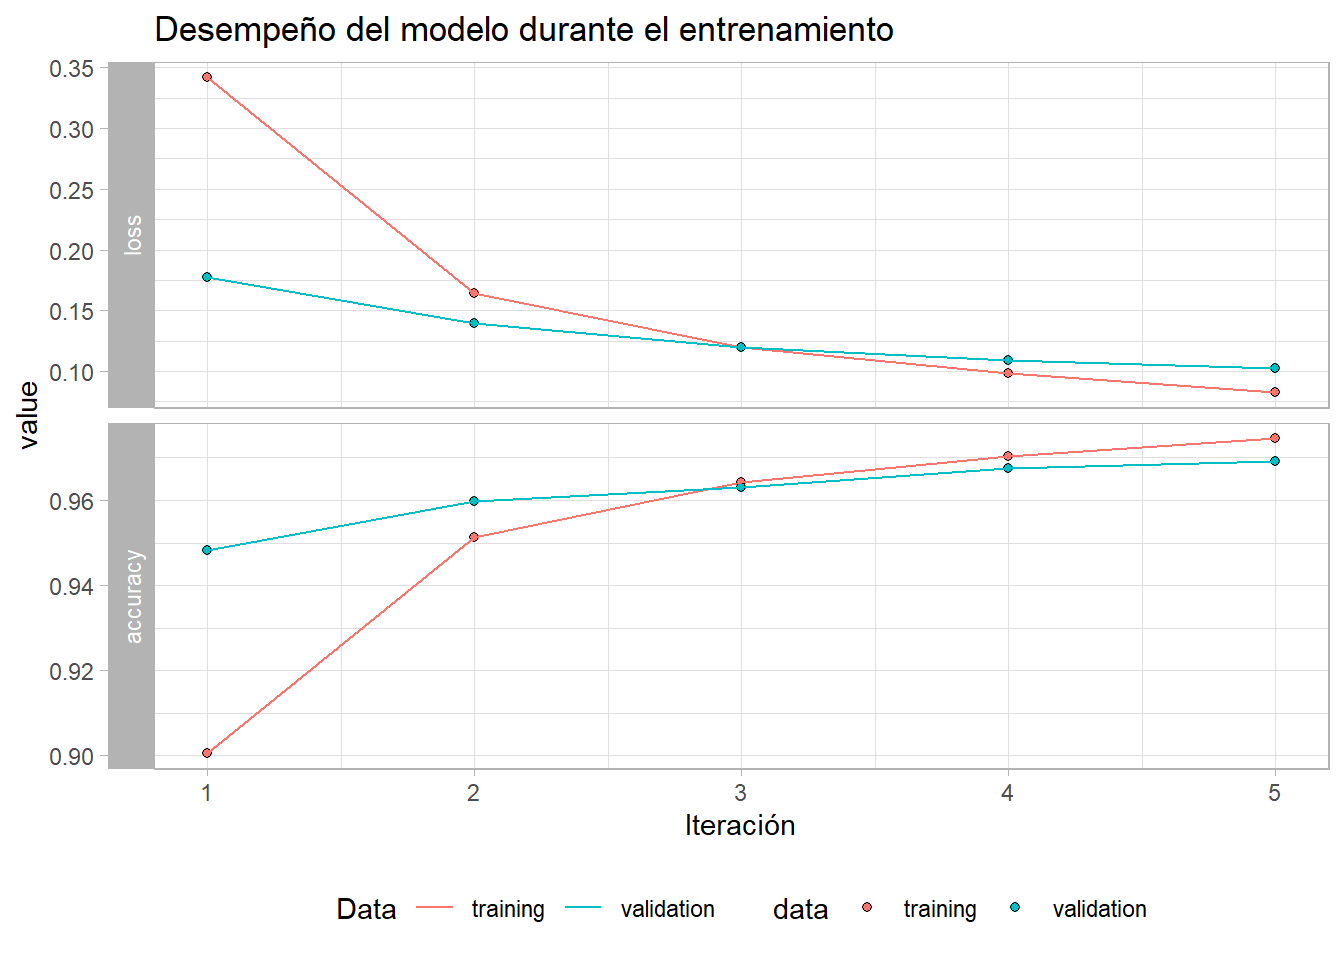 Desempeño del modelo durante el entrenamiento
value
loss
0.35
0.30
0.25
0.20
0.15
0.10
accuracy
0.96
0.94
0.92
0.90
1 2 3 4 5
Iteración
Data training validation data training validation